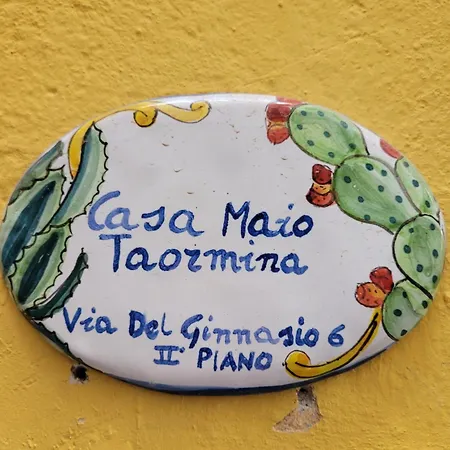 Casa Maio
Taormina
Via Del Ginnasio 6
II° PIANO